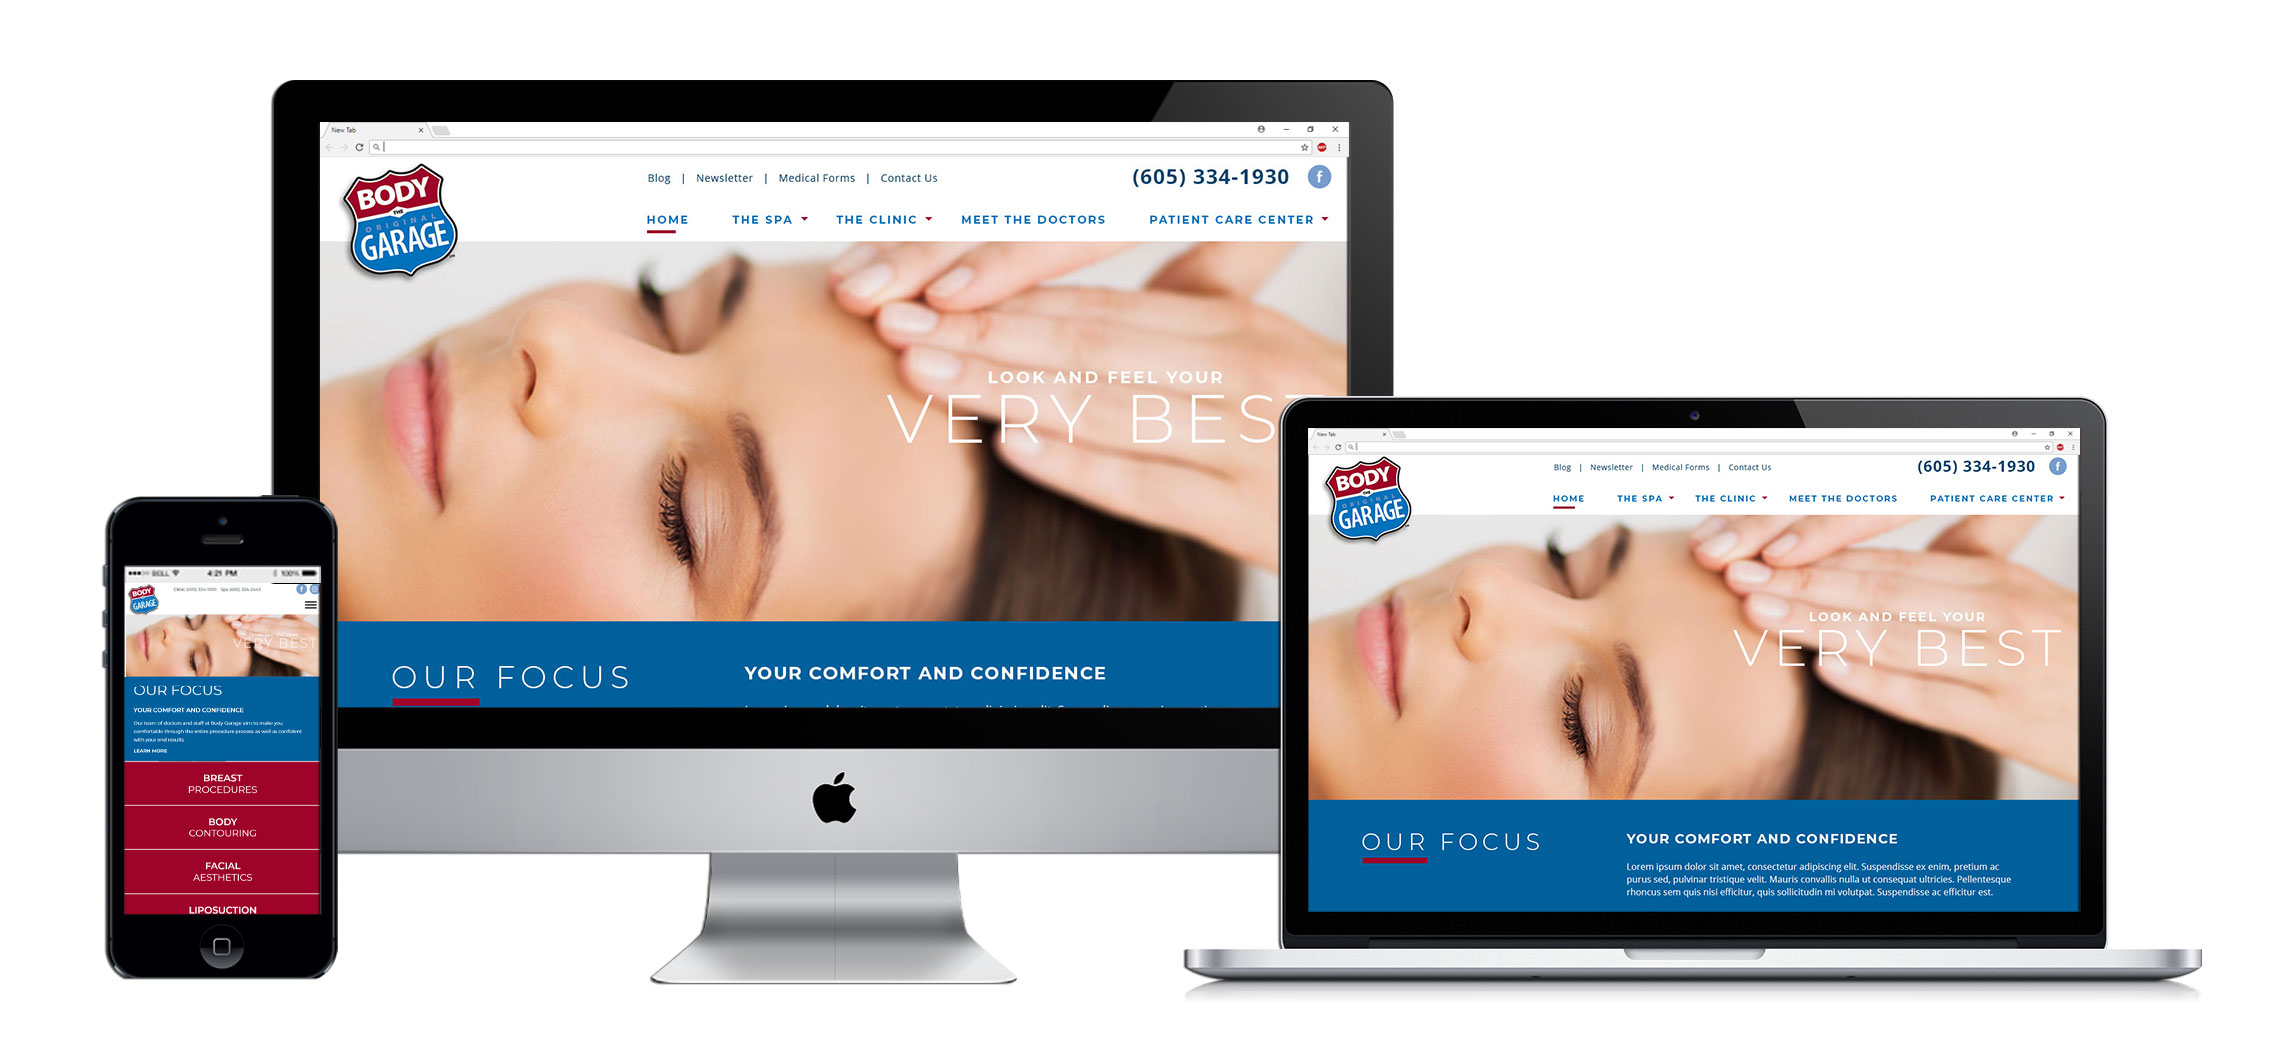 New Tab
BODY
THE
ORIGINAL
GARAGE
Blog | Newsletter | Medical Forms | Contact Us
(605) 334-1930
f
HOME THE SPA THE CLINIC MEET THE DOCTORS PATIENT CARE CENTER
LOOK AND FEEL YOUR
VERY BES
OUR FOCUS
YOUR COMFORT AND CONFIDENCE
New Tab
BODY
THE
ORIGINAL
GARAGE
Blog | Newsletter | Medical Forms | Contact Us
(605) 334-1930
f
HOME THE SPA THE CLINIC MEET THE DOCTORS PATIENT CARE CENTER
LOOK AND FEEL YOUR
VERY BEST
OUR FOCUS
YOUR COMFORT AND CONFIDENCE
Lorem ipsum dolor sit amet, consectetur adipiscing elit. Suspendisse ex enim, pretium ac
purus sed, pulvinar tristique velit. Mauris convallis nulla ut consequat ultricies. Pellentesque
rhoncus sem quis nisi efficitur, quis sollicitudin mi volutpat. Suspendisse ac efficitur est.
BELL 4:21 PM 100%
BODY
GARAGE
Clinic (605) 334-1930 Spa (605)
f
VERY BEST
OUR FOCUS
YOUR COMFORT AND CONFIDENCE
Our team of doctors and staff at Body Garage aim to make you
comfortable through the entire procedure process as well as confident
with your end results.
LEARN MORE
BREAST
PROCEDURES
BODY
CONTOURING
FACIAL
AESTHETICS
LIPOSUCTION